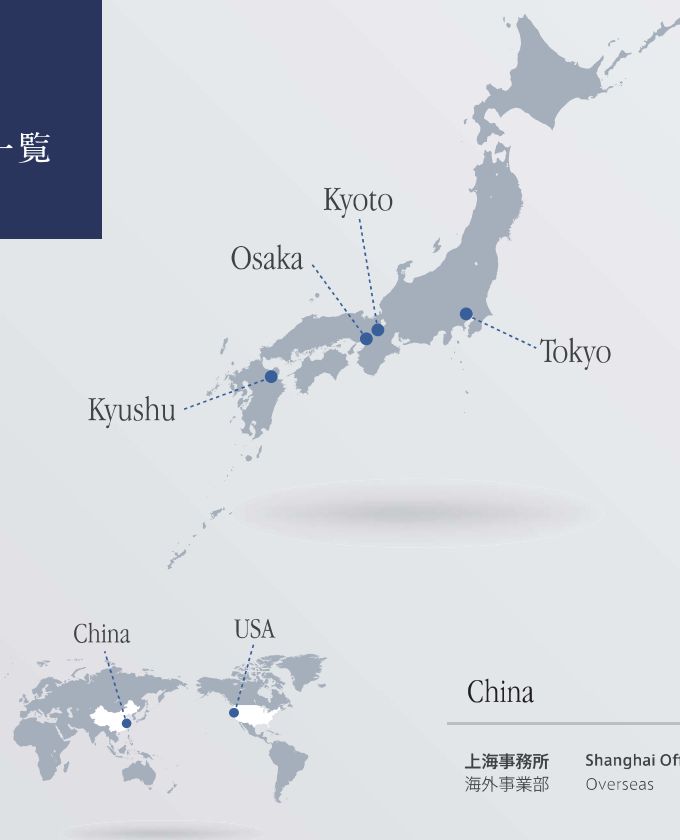 一覧
Kyoto
Osaka
Tokyo
Kyushu
China
USA
China
上海事務所
Shanghai
海外事業部
Overseas